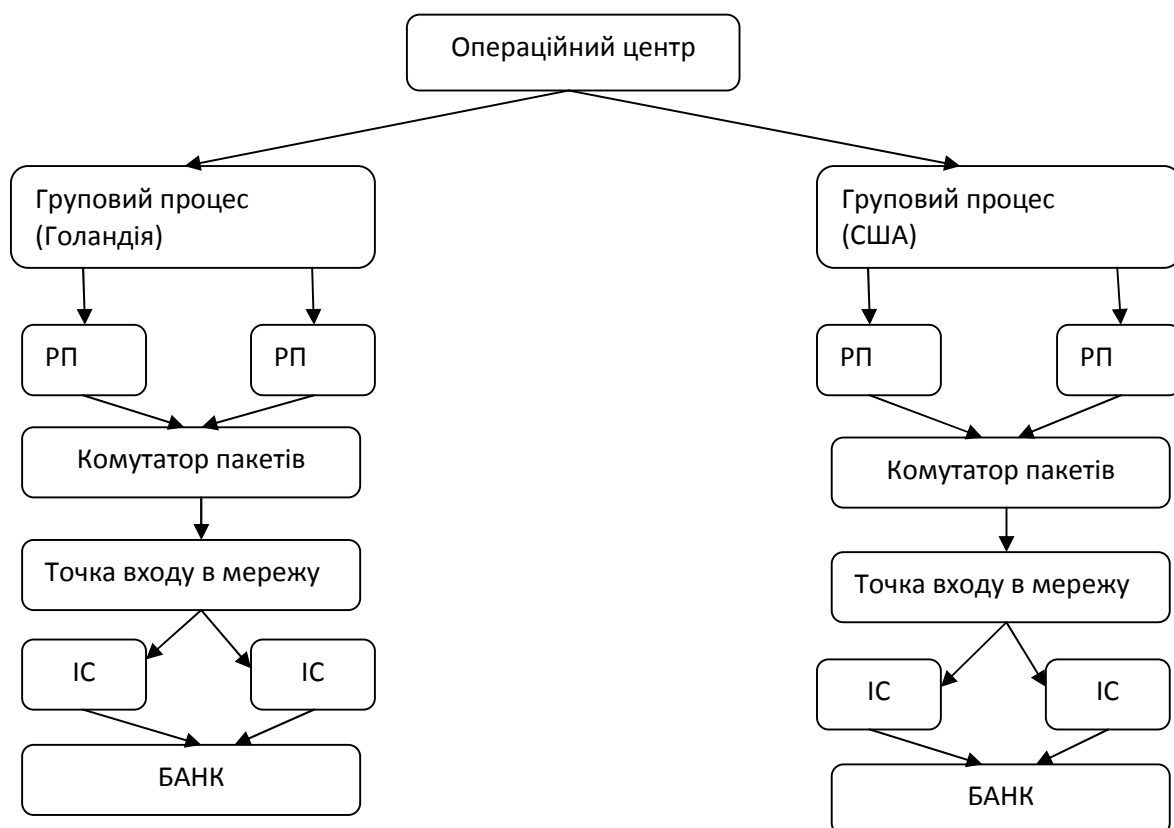 Операційний центр
Груповий процес
(Голандія)
Груповий процес
(США)
РП
РП
РП
РП
Комутатор пакетів
Комутатор пакетів
Точка входу в мережу
Точка входу в мережу
ІС
ІС
ІС
ІС
БАНК
БАНК